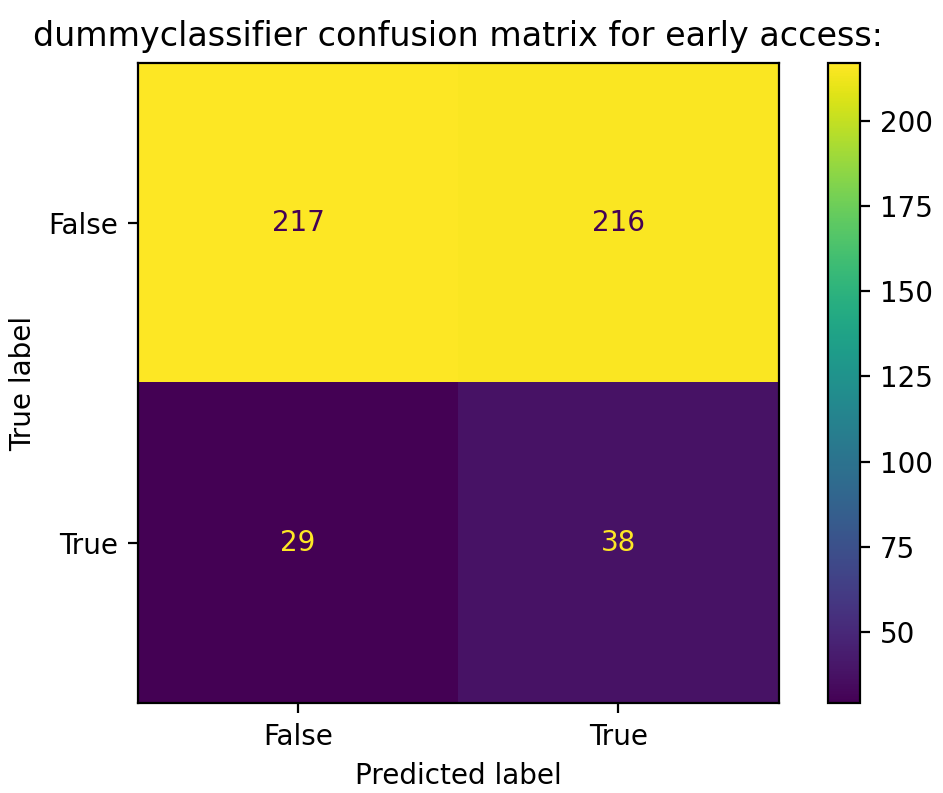 dummyclassifier confusion matrix for early access:
True label
False
217
216
True
29
38
False
True
Predicted label
200
175
150
125
100
75
50